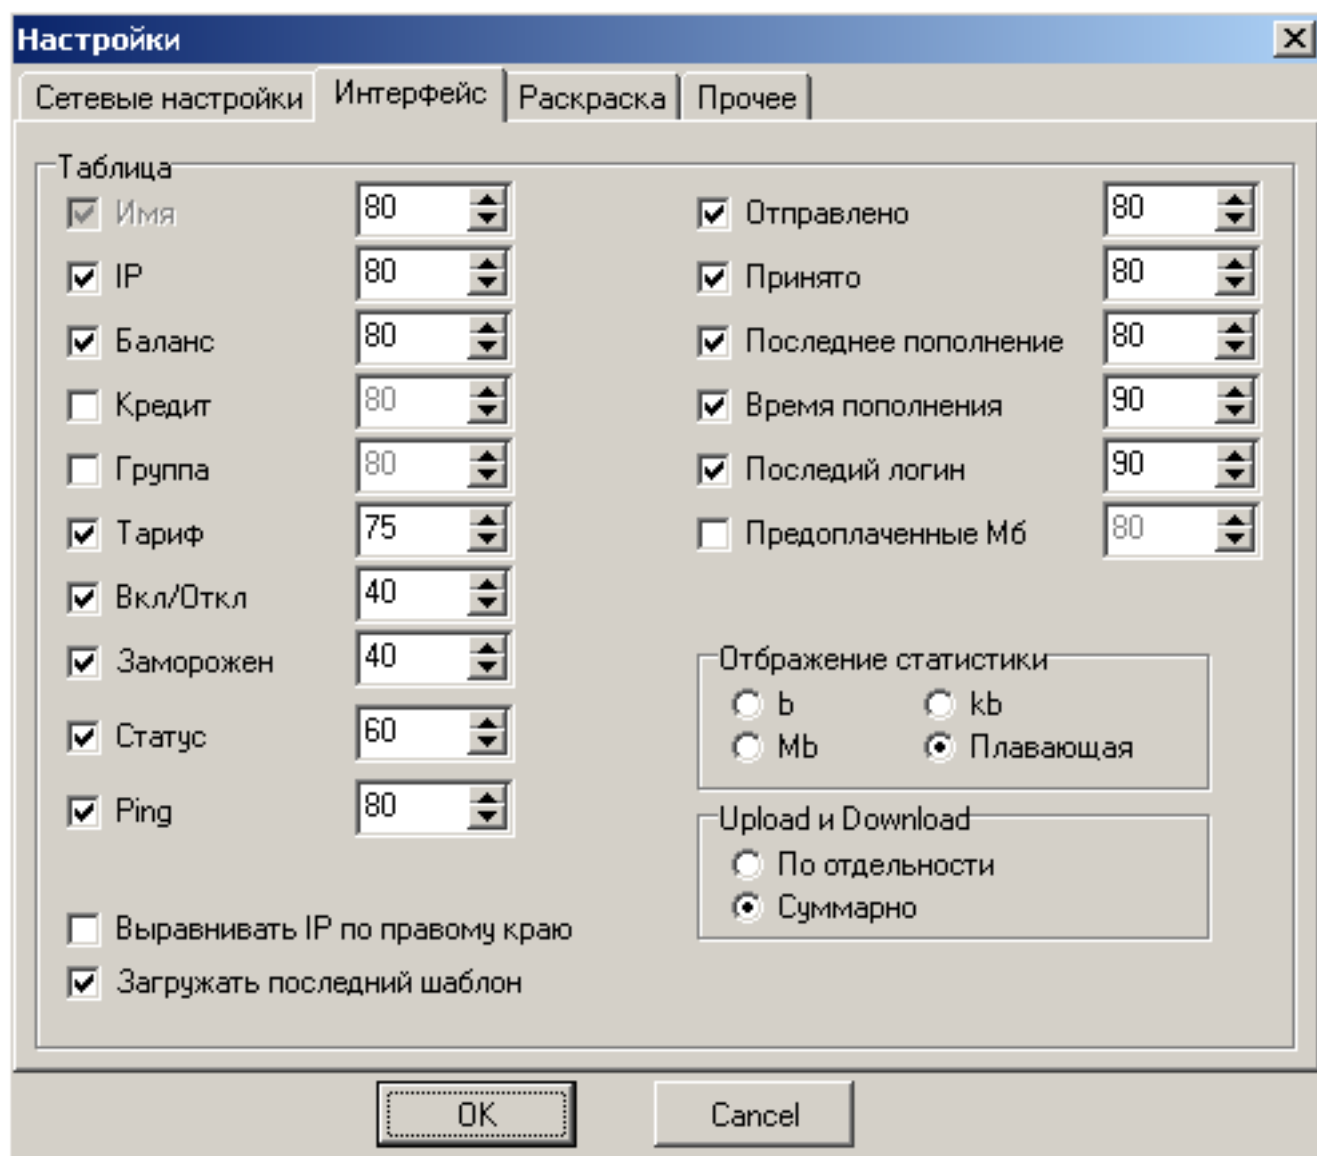 Настройки
Сетевые настройки Интерфейс Раскраска Прочее
Таблица
Имя 80 Отправлено 80
IP 80 Принято 80
Баланс 80 Последнее пополнение 80
Кредит 80 Время пополнения 90
Группа 80 Последий логин 90
Тариф 75 Предоплаченные Мб 80
Вкл/Откл 40
Заморожен 40
Отбражение статистики
b kb
Статус 60
Mb Плавающая
Ping 80
Upload и Download
По отдельности
Суммарно
Выравнивать IP по правому краю
Загружать последний шаблон
OK Cancel